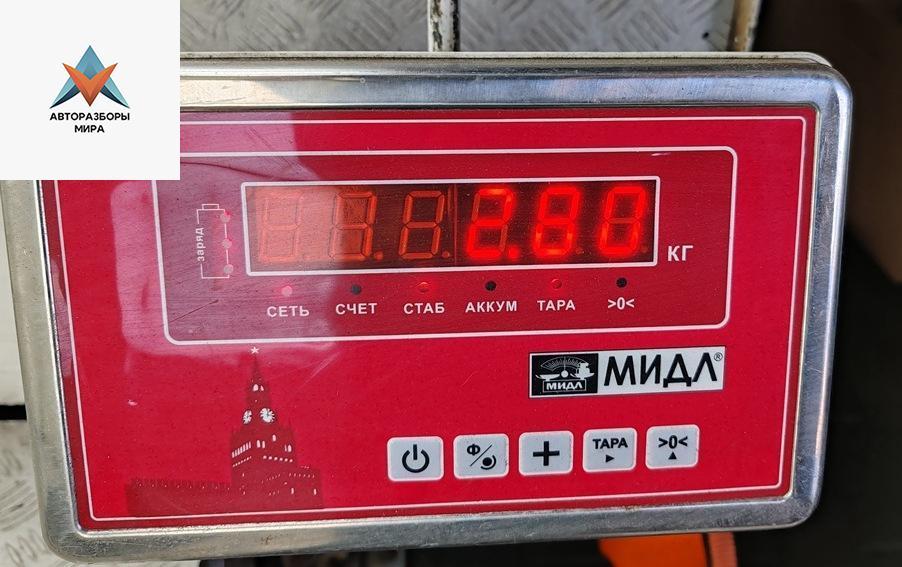 АВТОРАЗБОРЫ
МИРА
заряд
2.80
КГ
СЕТЬ СЧЕТ СТАБ АККУМ ТАРА >0<
МИДЛ МИДЛ®
Ф/ + ТАРА >0<